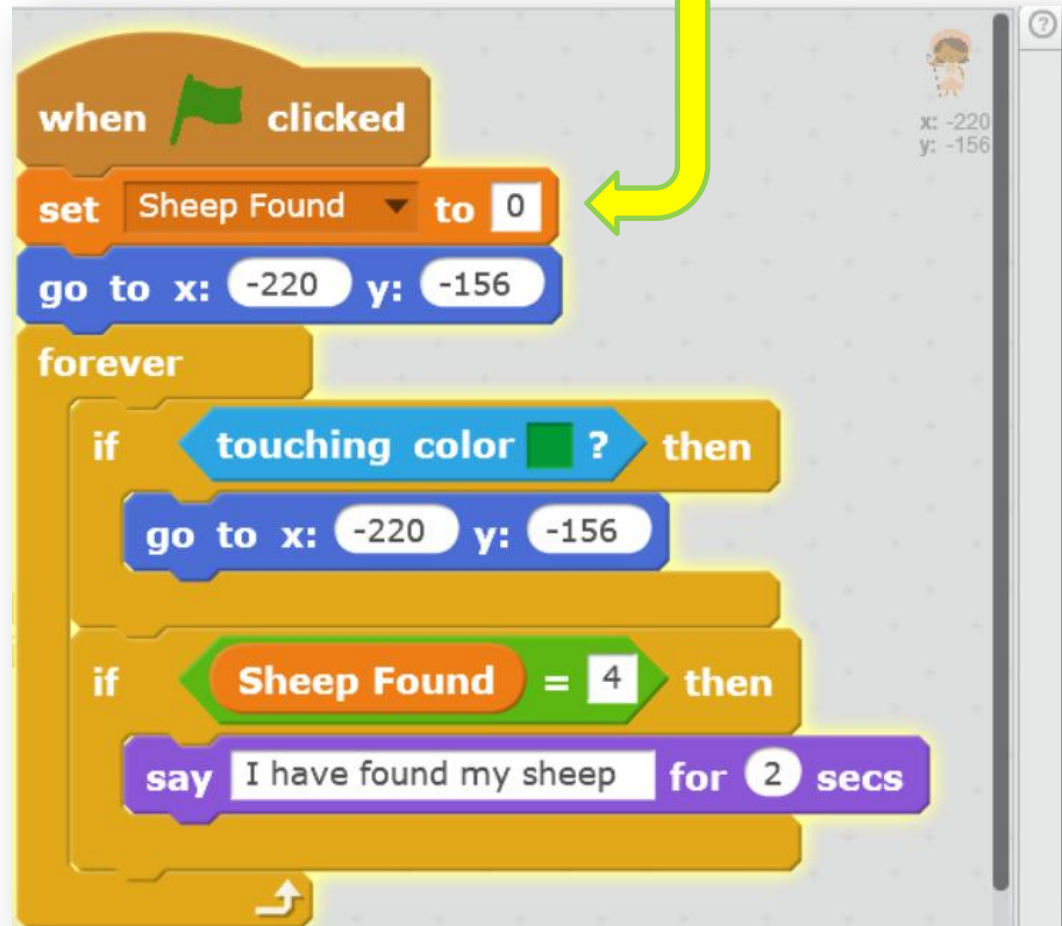 ?
x: -220
y: -156
when clicked
set Sheep Found to 0
go to x: -220 y: -156
forever
if touching color ? then
go to x: -220 y: -156
if Sheep Found = 4 then
say I have found my sheep for 2 secs